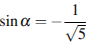 sin α = −1/√5